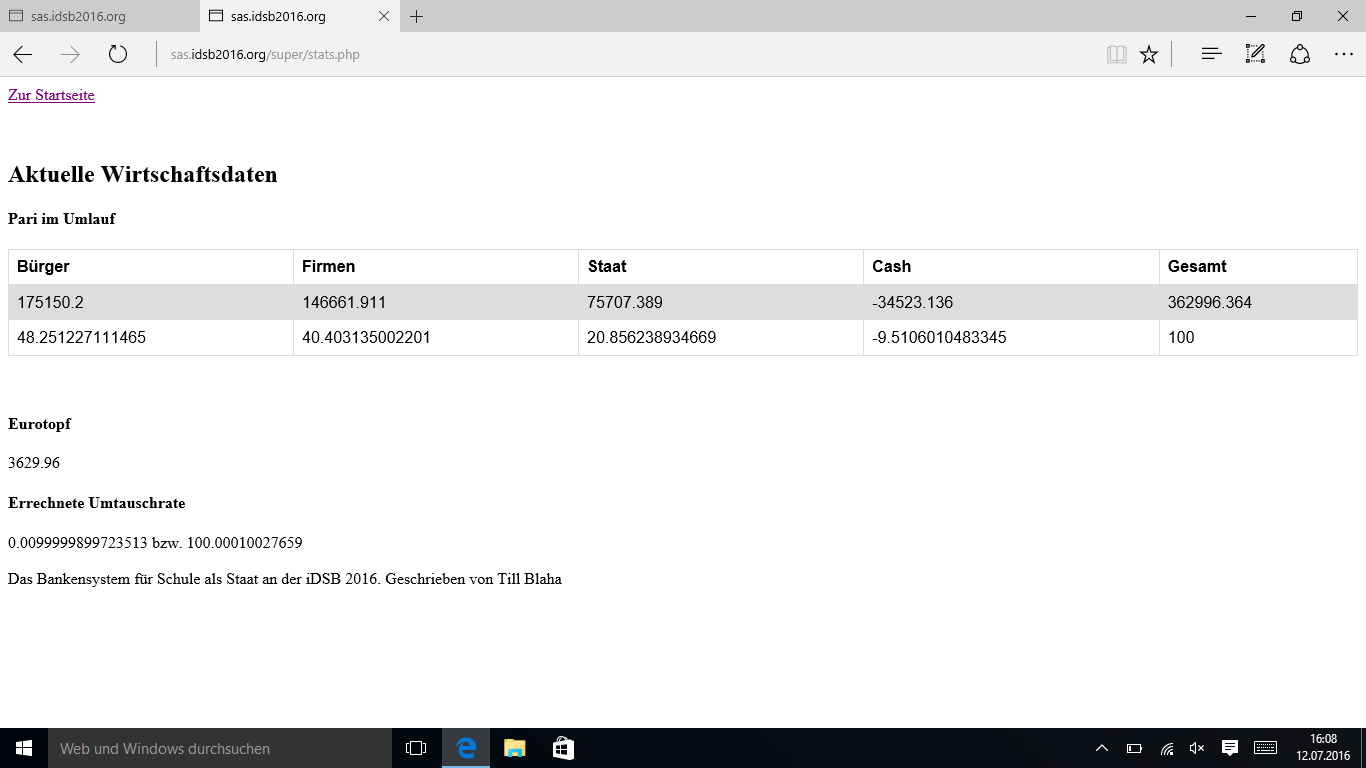 sas.idsb2016.org
sas.idsb2016.org
sas.idsb2016.org/super/stats.php
Zur Startseite
Aktuelle Wirtschaftsdaten
Pari im Umlauf
Bürger Firmen Staat Cash Gesamt
175150.2 146661.911 75707.389 -34523.136 362996.364
48.251227111465 40.403135002201 20.856238934669 -9.5106010483345 100
Eurotopf
3629.96
Errechnete Umtauschrate
0.0099999899723513 bzw. 100.00010027659
Das Bankensystem für Schule als Staat an der iDSB 2016. Geschrieben von Till Blaha
Web und Windows durchsuchen
16:08
12.07.2016